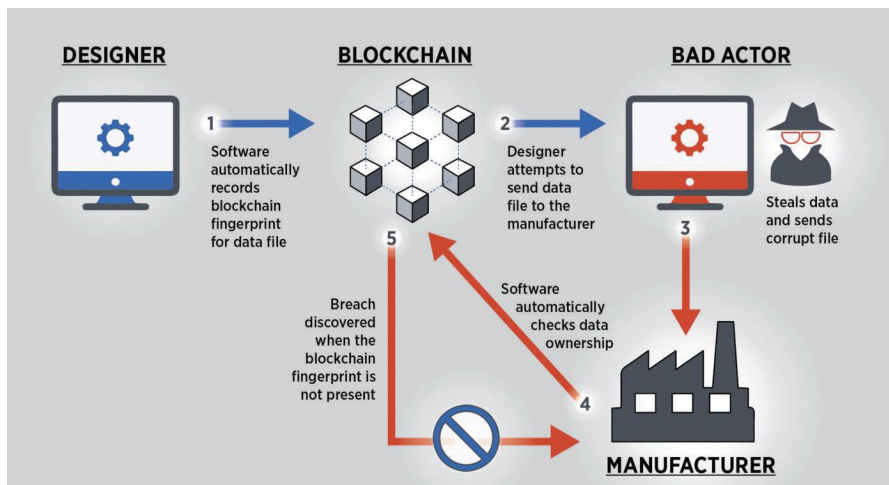 DESIGNER
BLOCKCHAIN
BAD ACTOR
1
Software
automatically
records
blockchain
fingerprint
for data file
2
Designer
attempts to
send data
file to the
manufacturer
Steals data
and sends
corrupt file
3
5
Breach
discovered
when the
blockchain
fingerprint is
not present
Software
automatically
checks data
ownership
4
MANUFACTURER